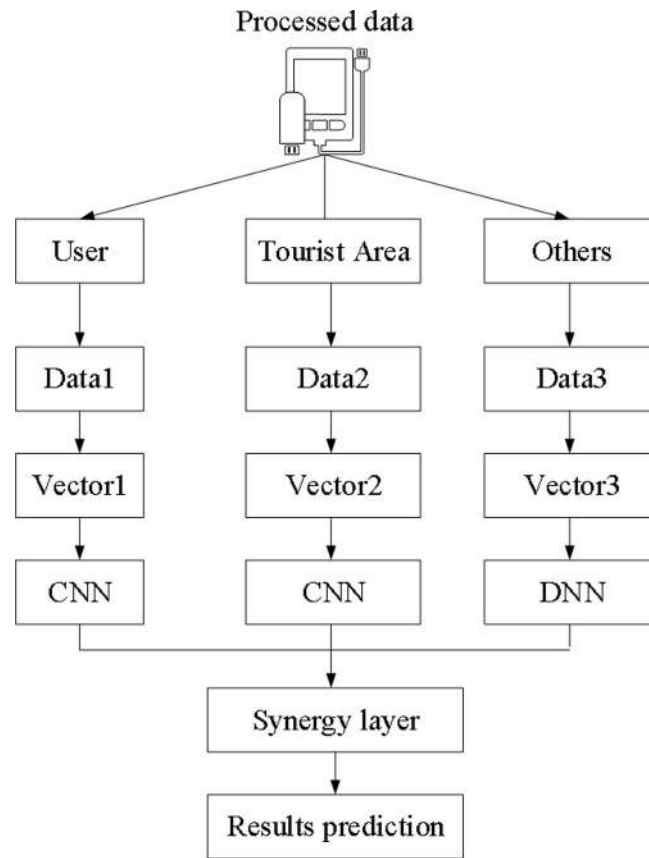 Processed data
User
Tourist Area
Others
Data1
Data2
Data3
Vector1
Vector2
Vector3
CNN
CNN
DNN
Synergy layer
Results prediction